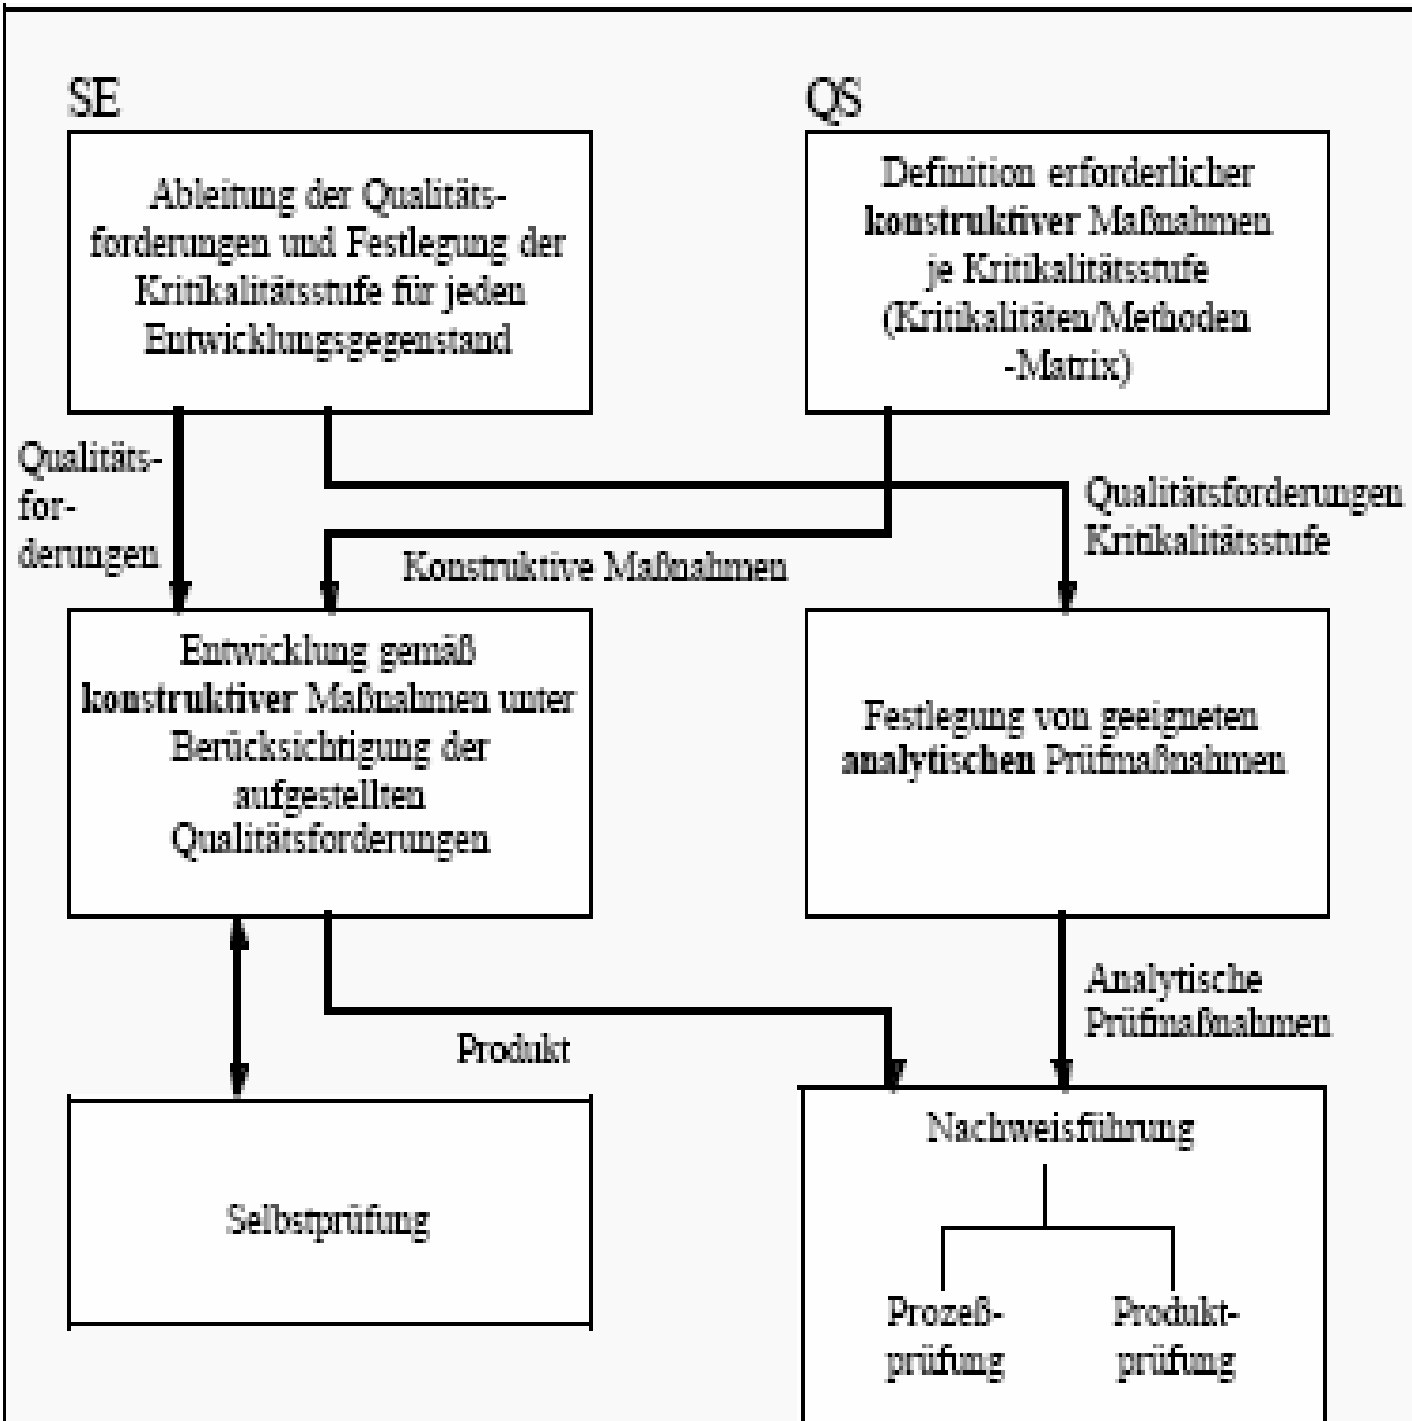 SE
QS
Ableitung der Qualitäts-
forderungen und Festlegung der
Kritikalitätsstufe für jeden
Entwicklungsgegenstand
Definition erforderlicher
konstruktiver Maßnahmen
je Kritikalitätsstufe
(Kritikalitäten/Methoden
-Matrix)
Qualitäts-
for-
derungen
Konstruktive Maßnahmen
Qualitätsforderungen
Kritikalitätsstufe
Entwicklung gemäß
konstruktiver Maßnahmen unter
Berücksichtigung der
aufgestellten
Qualitätsforderungen
Festlegung von geeigneten
analytischen Prüfmaßnahmen
Produkt
Analytische
Prüfmaßnahmen
Selbstprüfung
Nachweisführung
Prozeß-
prüfung
Produkt-
prüfung